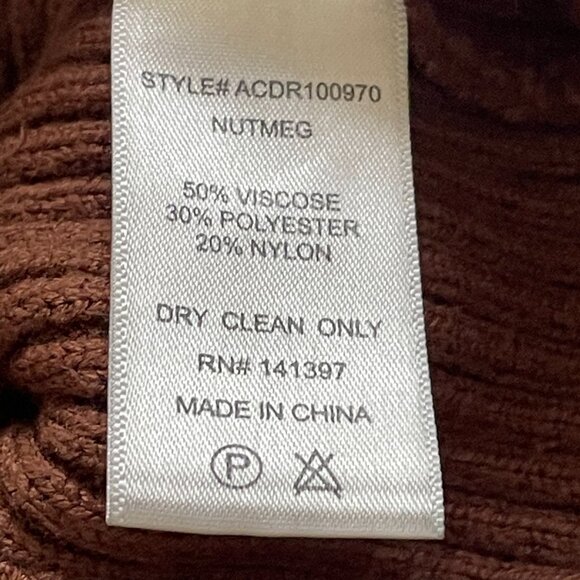 STYLE# ACDR100970
NUTMEG
50% VISCOSE
30% POLYESTER
20% NYLON
DRY CLEAN ONLY
RN# 141397
MADE IN CHINA
P